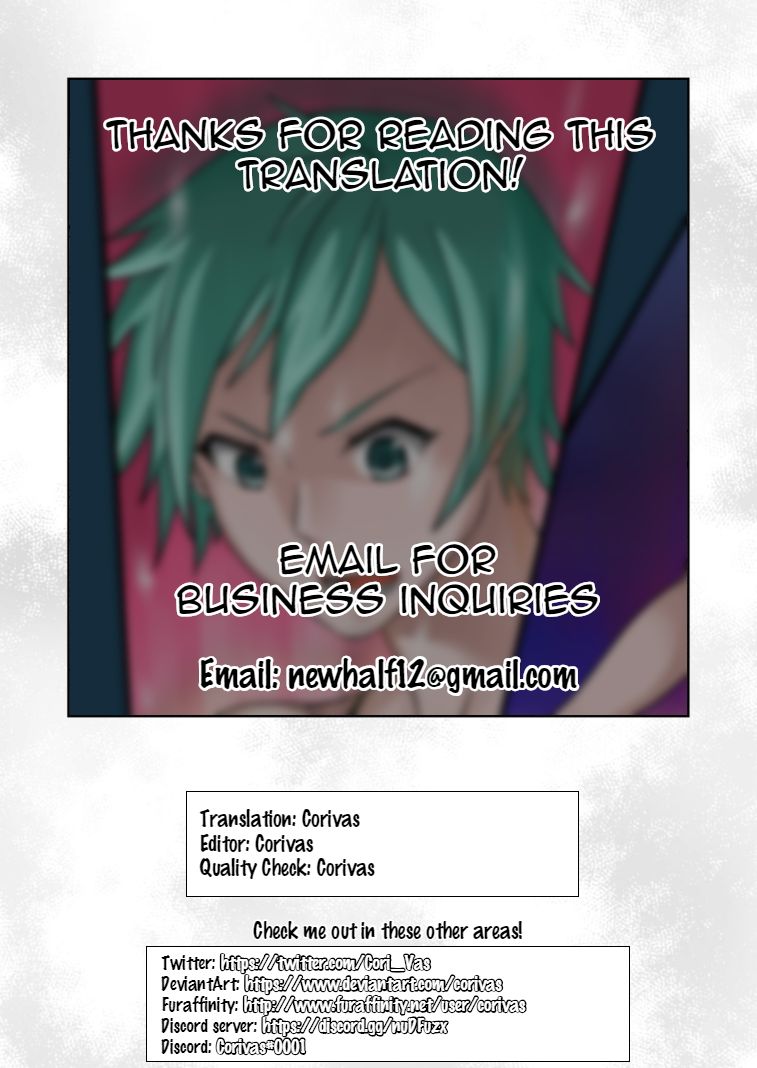 THANKS FOR READING THIS
TRANSLATION!
EMAIL FOR
BUSINESS INQUIRIES
Email: newhalf12@gmail.com
Translation: Corivas
Editor: Corivas
Quality Check: Corivas
Check me out in these other areas!
Twitter: https://twitter.com/Cori_Vas
DeviantArt: https://www.deviantart.com/corivas
Furaffinity: http://www.furaffinity.net/user/corivas
Discord server: https://discord.gg/nuDFuzx
Discord: Corivas#0001